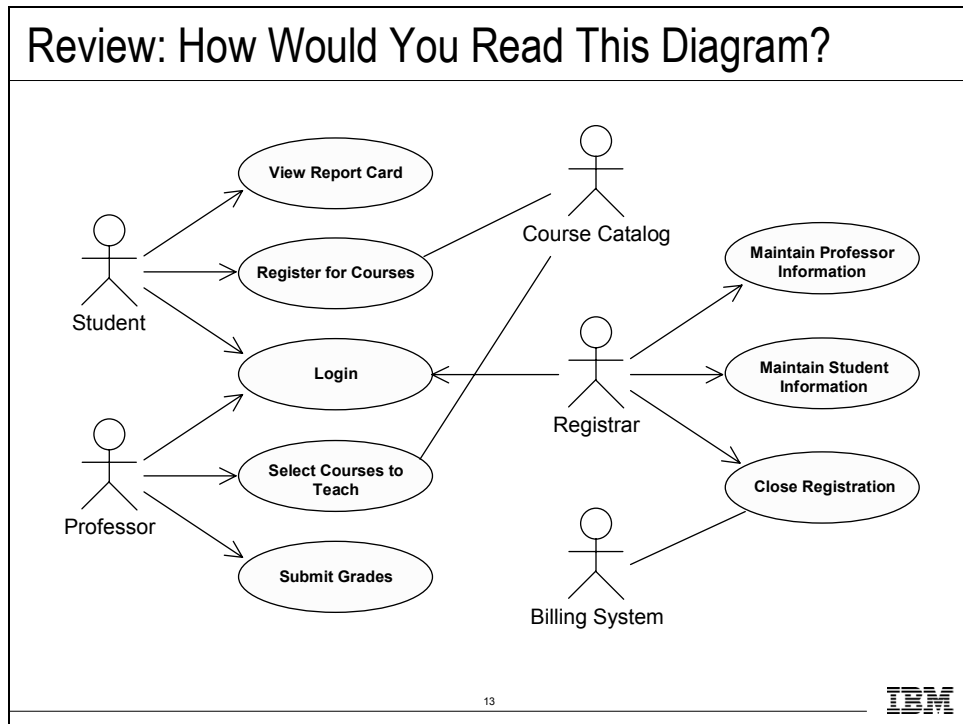 Review: How Would You Read This Diagram?
View Report Card
Course Catalog
Register for Courses
Maintain Professor
Information
Student
Login
Maintain Student
Information
Registrar
Select Courses to
Teach
Close Registration
Professor
Submit Grades
Billing System
13
IBM